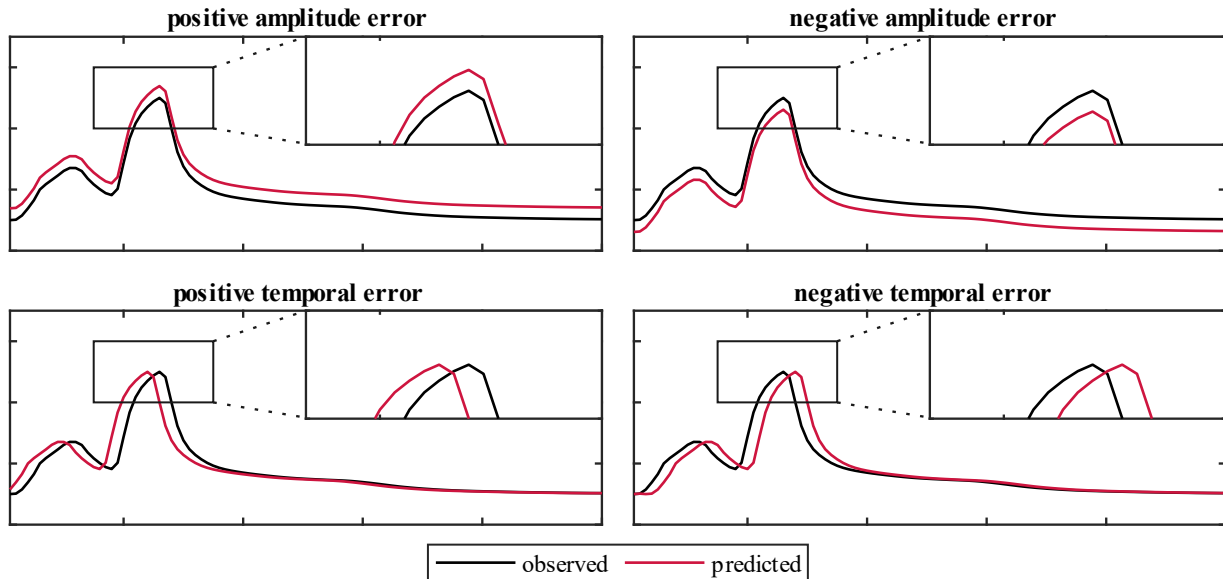 positive amplitude error
negative amplitude error
positive temporal error
negative temporal error
observed predicted